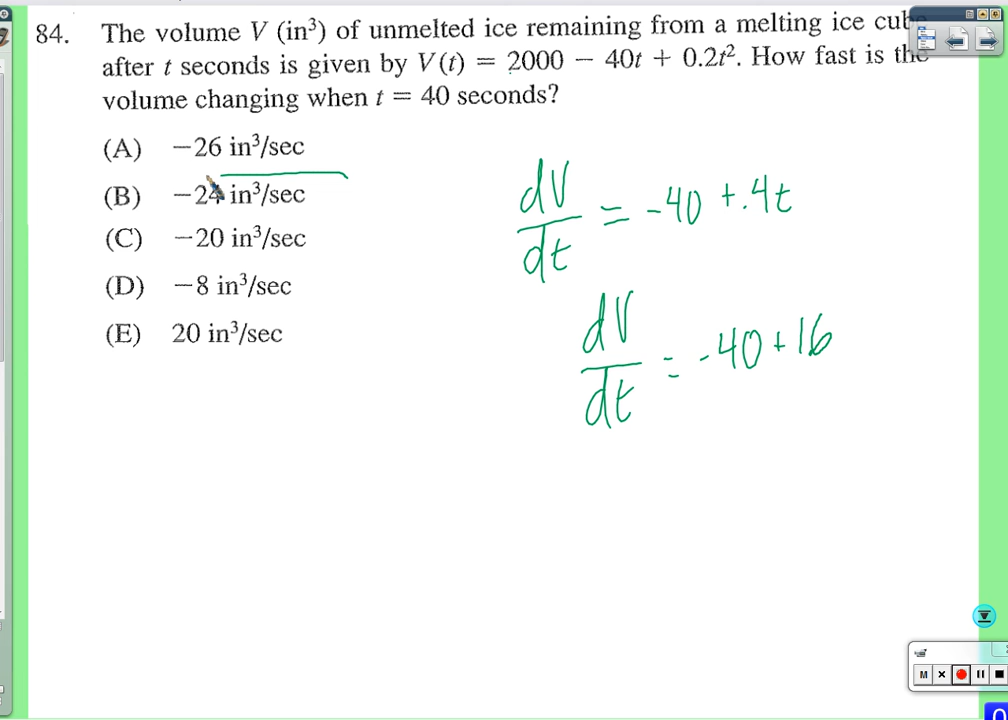 84. The volume V (in³) of unmelted ice remaining from a melting ice cube
after t seconds is given by V(t) = 2000 − 40t + 0.2t². How fast is the
volume changing when t = 40 seconds?
(A) −26 in³/sec
(B) −24 in³/sec
(C) −20 in³/sec
(D) −8 in³/sec
(E) 20 in³/sec
dV/dt = -40 + .4t
dV/dt = -40 + 16
M